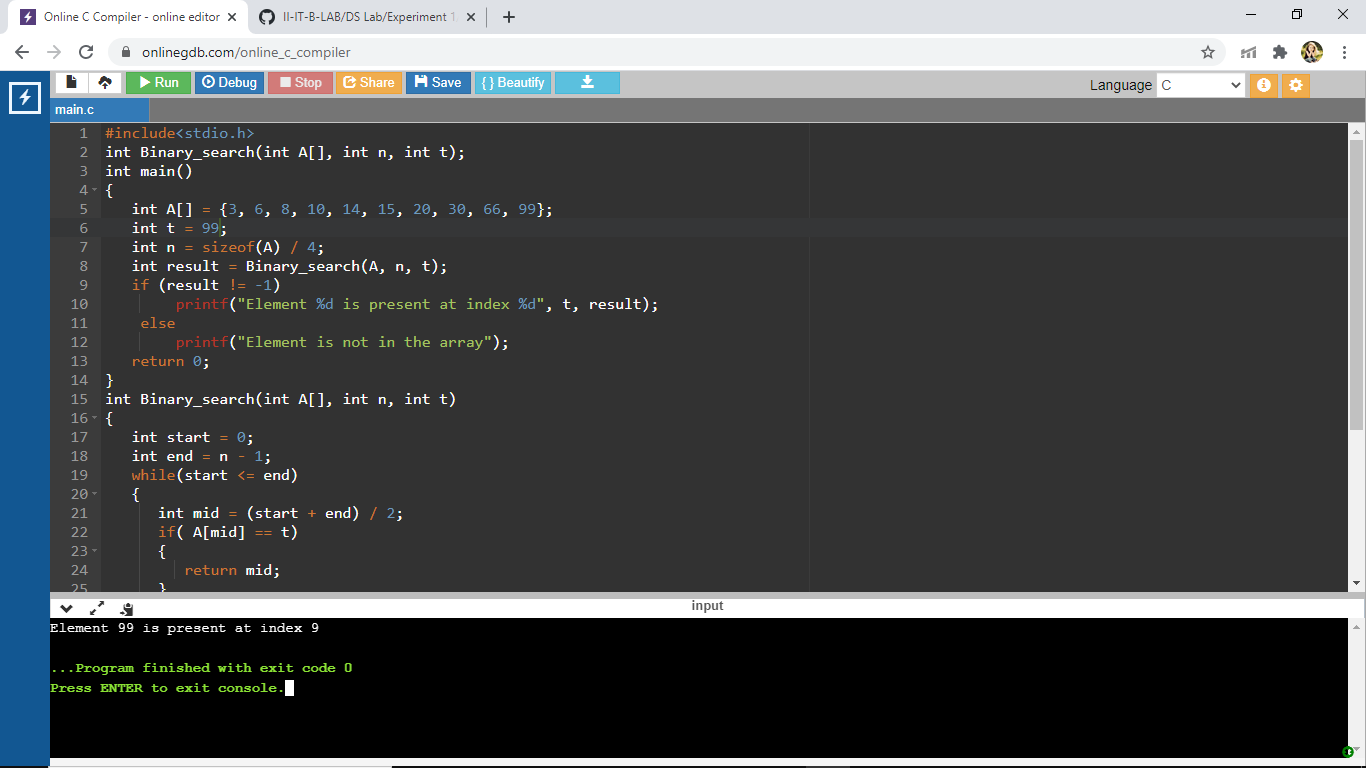 Online C Compiler - online editor
II-IT-B-LAB/DS Lab/Experiment 1
onlinegdb.com/online_c_compiler
Run Debug Stop Share Save {} Beautify
Language C
main.c
1 #include<stdio.h>
2 int Binary_search(int A[], int n, int t);
3 int main()
4 {
5 int A[] = {3, 6, 8, 10, 14, 15, 20, 30, 66, 99};
6 int t = 99;
7 int n = sizeof(A) / 4;
8 int result = Binary_search(A, n, t);
9 if (result != -1)
10 printf("Element %d is present at index %d", t, result);
11 else
12 printf("Element is not in the array");
13 return 0;
14 }
15 int Binary_search(int A[], int n, int t)
16 {
17 int start = 0;
18 int end = n - 1;
19 while(start <= end)
20 {
21 int mid = (start + end) / 2;
22 if( A[mid] == t)
23 {
24 return mid;
25 }
input
Element 99 is present at index 9
...Program finished with exit code 0
Press ENTER to exit console.